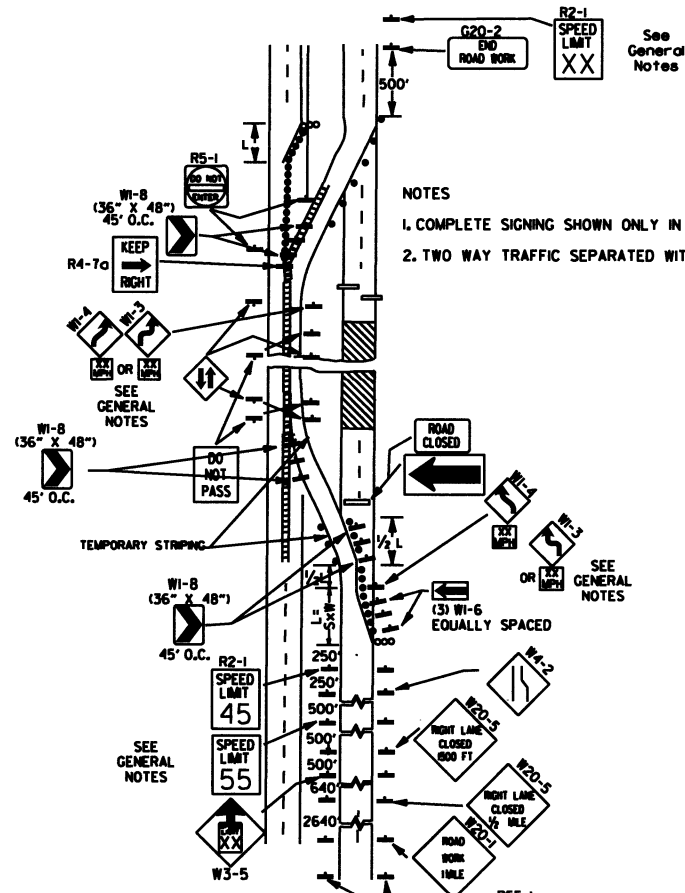 R2-1
SPEED
LIMIT
XX
See
General
Notes
G20-2
END
ROAD WORK
500'
L
R5-1
DO NOT
ENTER
W1-8
(36" X 48")
45' O.C.
KEEP
RIGHT
R4-7a
NOTES
1. COMPLETE SIGNING SHOWN ONLY IN
2. TWO WAY TRAFFIC SEPARATED WIT
W1-4
W1-3
XX
MPH
OR
XX
MPH
SEE
GENERAL
NOTES
W1-8
(36" X 48")
45' O.C.
DO
NOT
PASS
ROAD
CLOSED
TEMPORARY STRIPING
1/2 L
W1-4
XX
MPH
W1-3
OR
XX
MPH
SEE
GENERAL
NOTES
1/2 L
L=
SxW
W1-8
(36" X 48")
45' O.C.
(3) W1-6
EQUALLY SPACED
250'
R2-1
SPEED
LIMIT
45
250'
W4-2
500'
W20-5
RIGHT LANE
CLOSED
1500 FT
500'
SEE
GENERAL
NOTES
SPEED
LIMIT
55
500'
640'
W20-5
RIGHT LANE
CLOSED
1/2 MILE
XX
W3-5
2640'
W20-1
ROAD
WORK
1 MILE